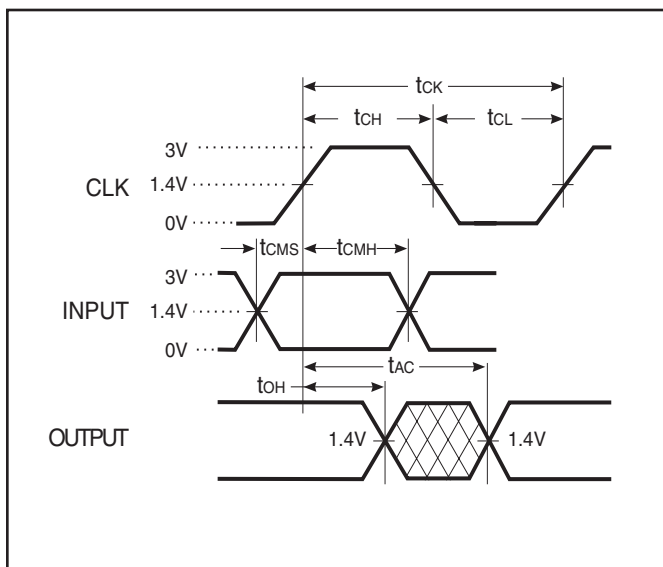 tCK
tCH tCL
3V
CLK 1.4V
0V
tCMS tCMH
3V
INPUT 1.4V
0V
tAC
tOH
OUTPUT 1.4V 1.4V